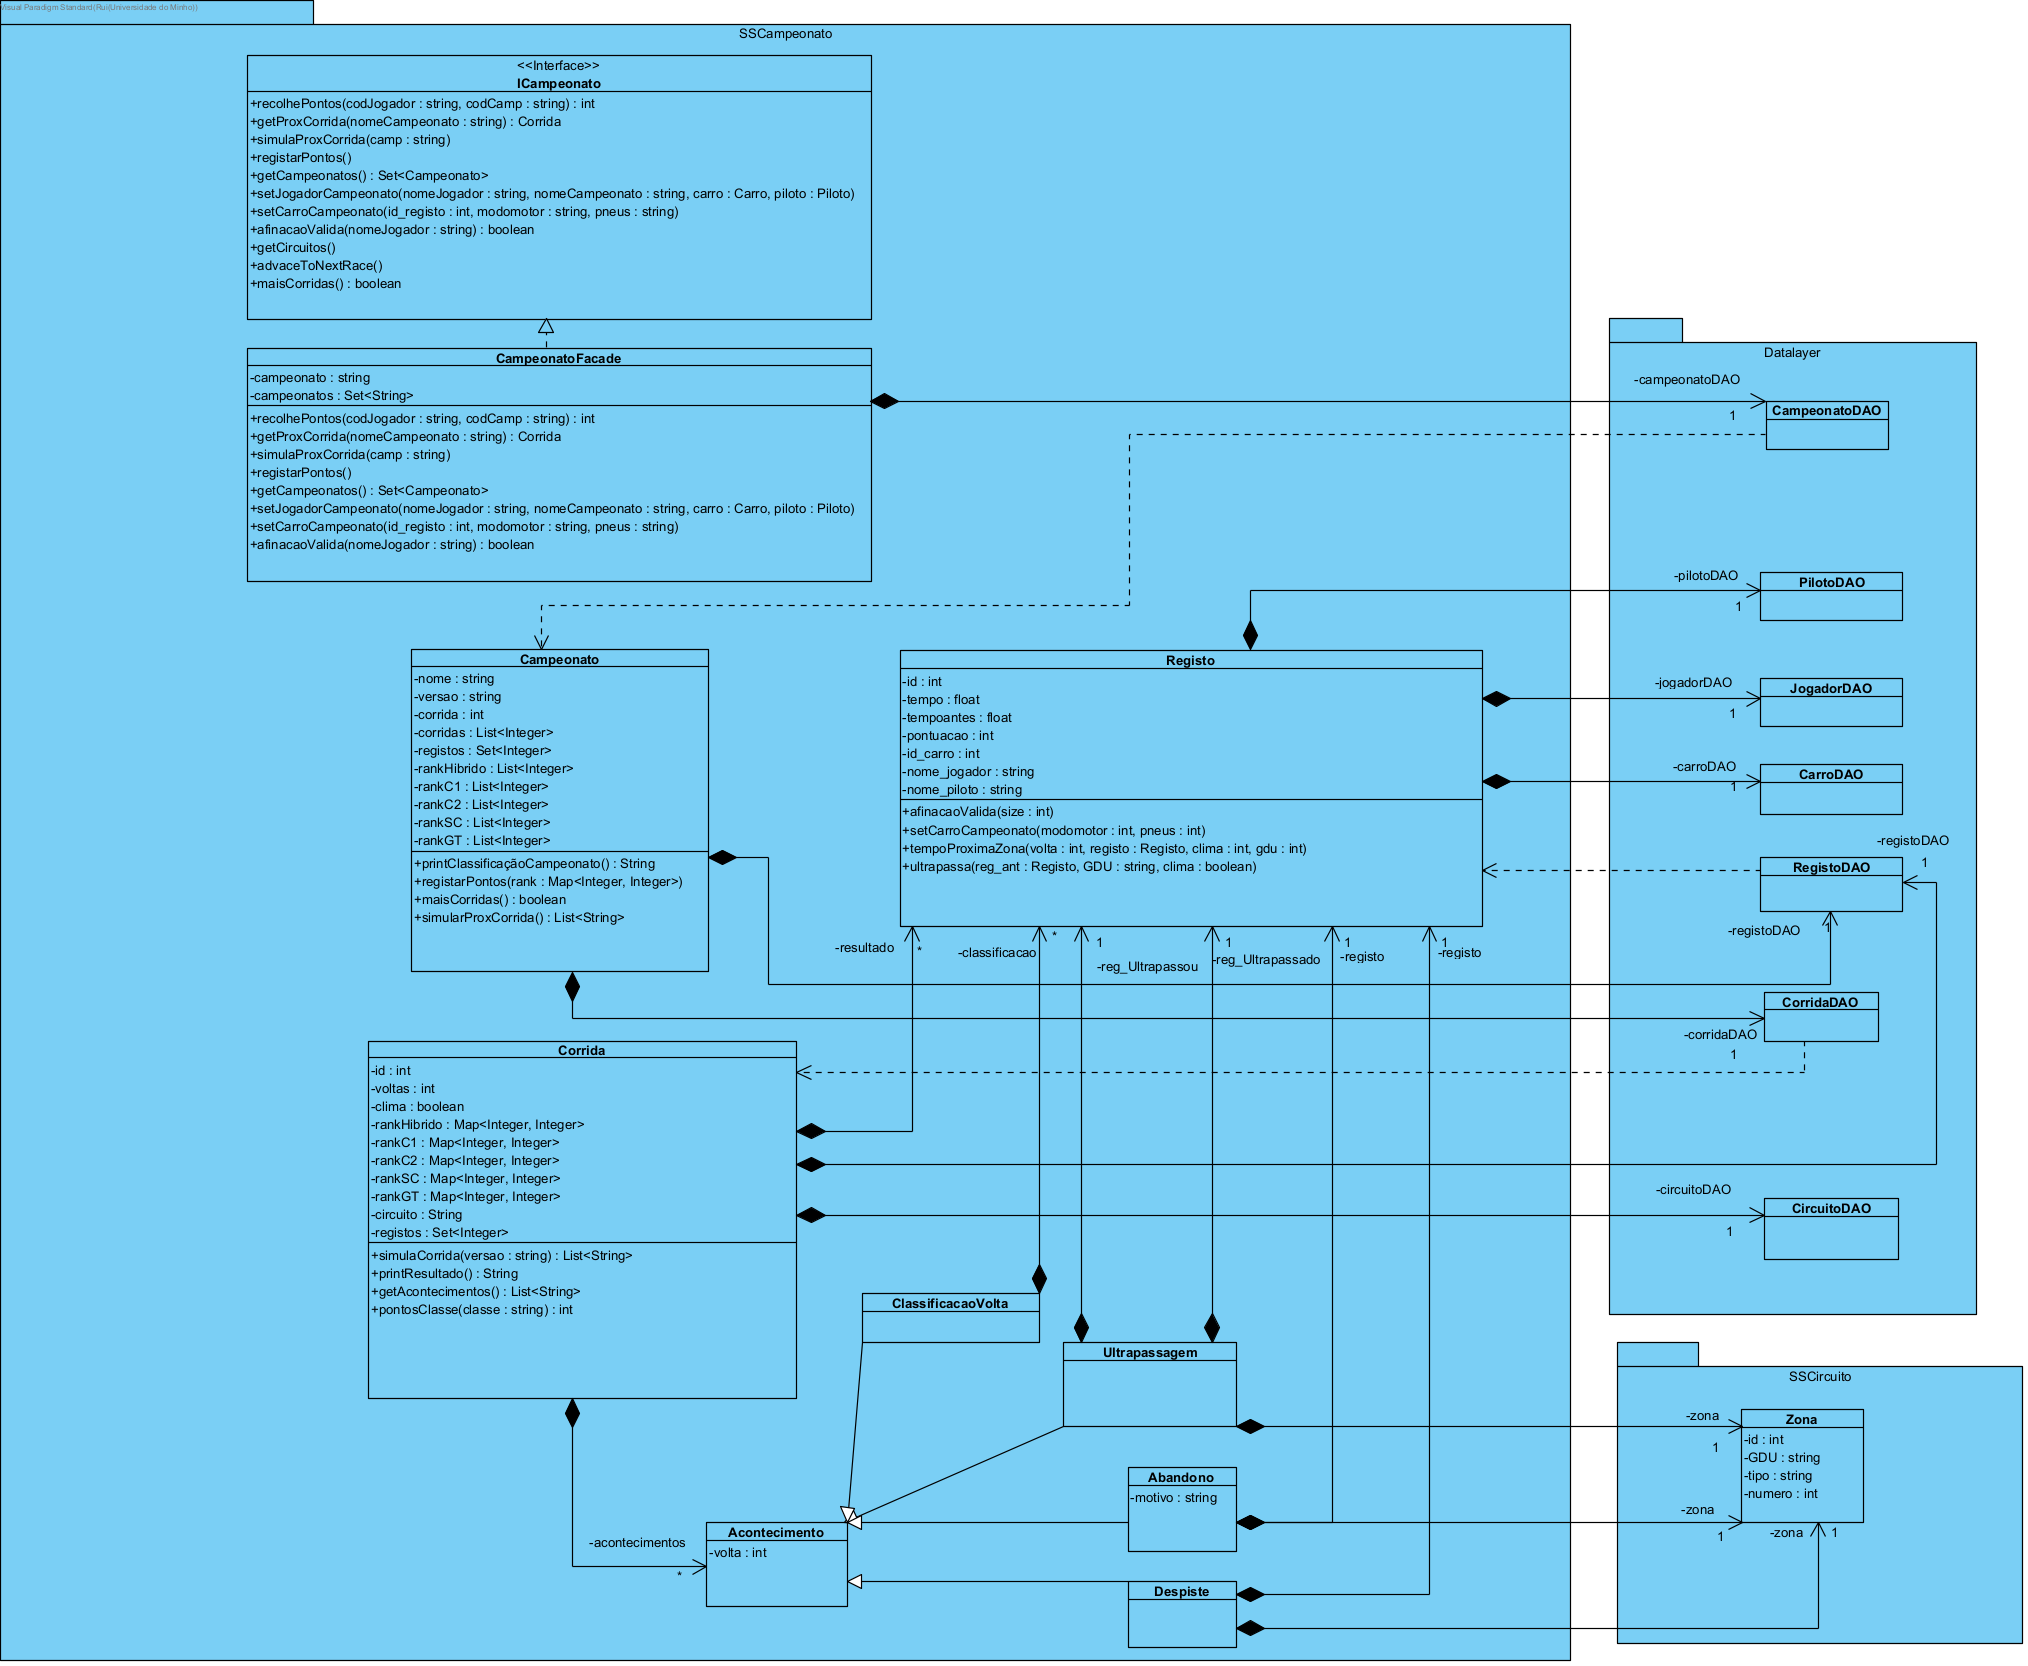 Visual Paradigm Standard(Rui(Universidade do Minho))
SSCampeonato
<<Interface>>
ICampeonato
+recolhePontos(codJogador : string, codCamp : string) : int
+getProxCorrida(nomeCampeonato : string) : Corrida
+simulaProxCorrida(camp : string)
+registarPontos()
+getCampeonatos() : Set<Campeonato>
+setJogadorCampeonato(nomeJogador : string, nomeCampeonato : string, carro : Carro, piloto : Piloto)
+setCarroCampeonato(id_registo : int, modomotor : string, pneus : string)
+afinacaoValida(nomeJogador : string) : boolean
+getCircuitos()
+advaceToNextRace()
+maisCorridas() : boolean
CampeonatoFacade
-campeonato : string
-campeonatos : Set<String>
+recolhePontos(codJogador : string, codCamp : string) : int
+getProxCorrida(nomeCampeonato : string) : Corrida
+simulaProxCorrida(camp : string)
+registarPontos()
+getCampeonatos() : Set<Campeonato>
+setJogadorCampeonato(nomeJogador : string, nomeCampeonato : string, carro : Carro, piloto : Piloto)
+setCarroCampeonato(id_registo : int, modomotor : string, pneus : string)
+afinacaoValida(nomeJogador : string) : boolean
Campeonato
-nome : string
-versao : string
-corrida : int
-corridas : List<Integer>
-registos : Set<Integer>
-rankHibrido : List<Integer>
-rankC1 : List<Integer>
-rankC2 : List<Integer>
-rankSC : List<Integer>
-rankGT : List<Integer>
+printClassificaçãoCampeonato() : String
+registarPontos(rank : Map<Integer, Integer>)
+maisCorridas() : boolean
+simularProxCorrida() : List<String>
Registo
-id : int
-tempo : float
-tempoantes : float
-pontuacao : int
-id_carro : int
-nome_jogador : string
-nome_piloto : string
+afinacaoValida(size : int)
+setCarroCampeonato(modomotor : int, pneus : int)
+tempoProximaZona(volta : int, registo : Registo, clima : int, gdu : int)
+ultrapassa(reg_ant : Registo, GDU : string, clima : boolean)
-resultado
*
-classificacao
*
1
-reg_Ultrapassou
1
-reg_Ultrapassado
1
-registo
1
-registo
Corrida
-id : int
-voltas : int
-clima : boolean
-rankHibrido : Map<Integer, Integer>
-rankC1 : Map<Integer, Integer>
-rankC2 : Map<Integer, Integer>
-rankSC : Map<Integer, Integer>
-rankGT : Map<Integer, Integer>
-circuito : String
-registos : Set<Integer>
+simulaCorrida(versao : string) : List<String>
+printResultado() : String
+getAcontecimentos() : List<String>
+pontosClasse(classe : string) : int
ClassificacaoVolta
Ultrapassagem
Abandono
-motivo : string
-acontecimentos
*
Acontecimento
-volta : int
Despiste
Datalayer
-campeonatoDAO
1
CampeonatoDAO
-pilotoDAO
1
PilotoDAO
-jogadorDAO
1
JogadorDAO
-carroDAO
1
CarroDAO
-registoDAO
1
RegistoDAO
-registoDAO
1
CorridaDAO
-corridaDAO
1
-circuitoDAO
1
CircuitoDAO
SSCircuito
-zona
1
Zona
-id : int
-GDU : string
-tipo : string
-numero : int
-zona
1
-zona
1